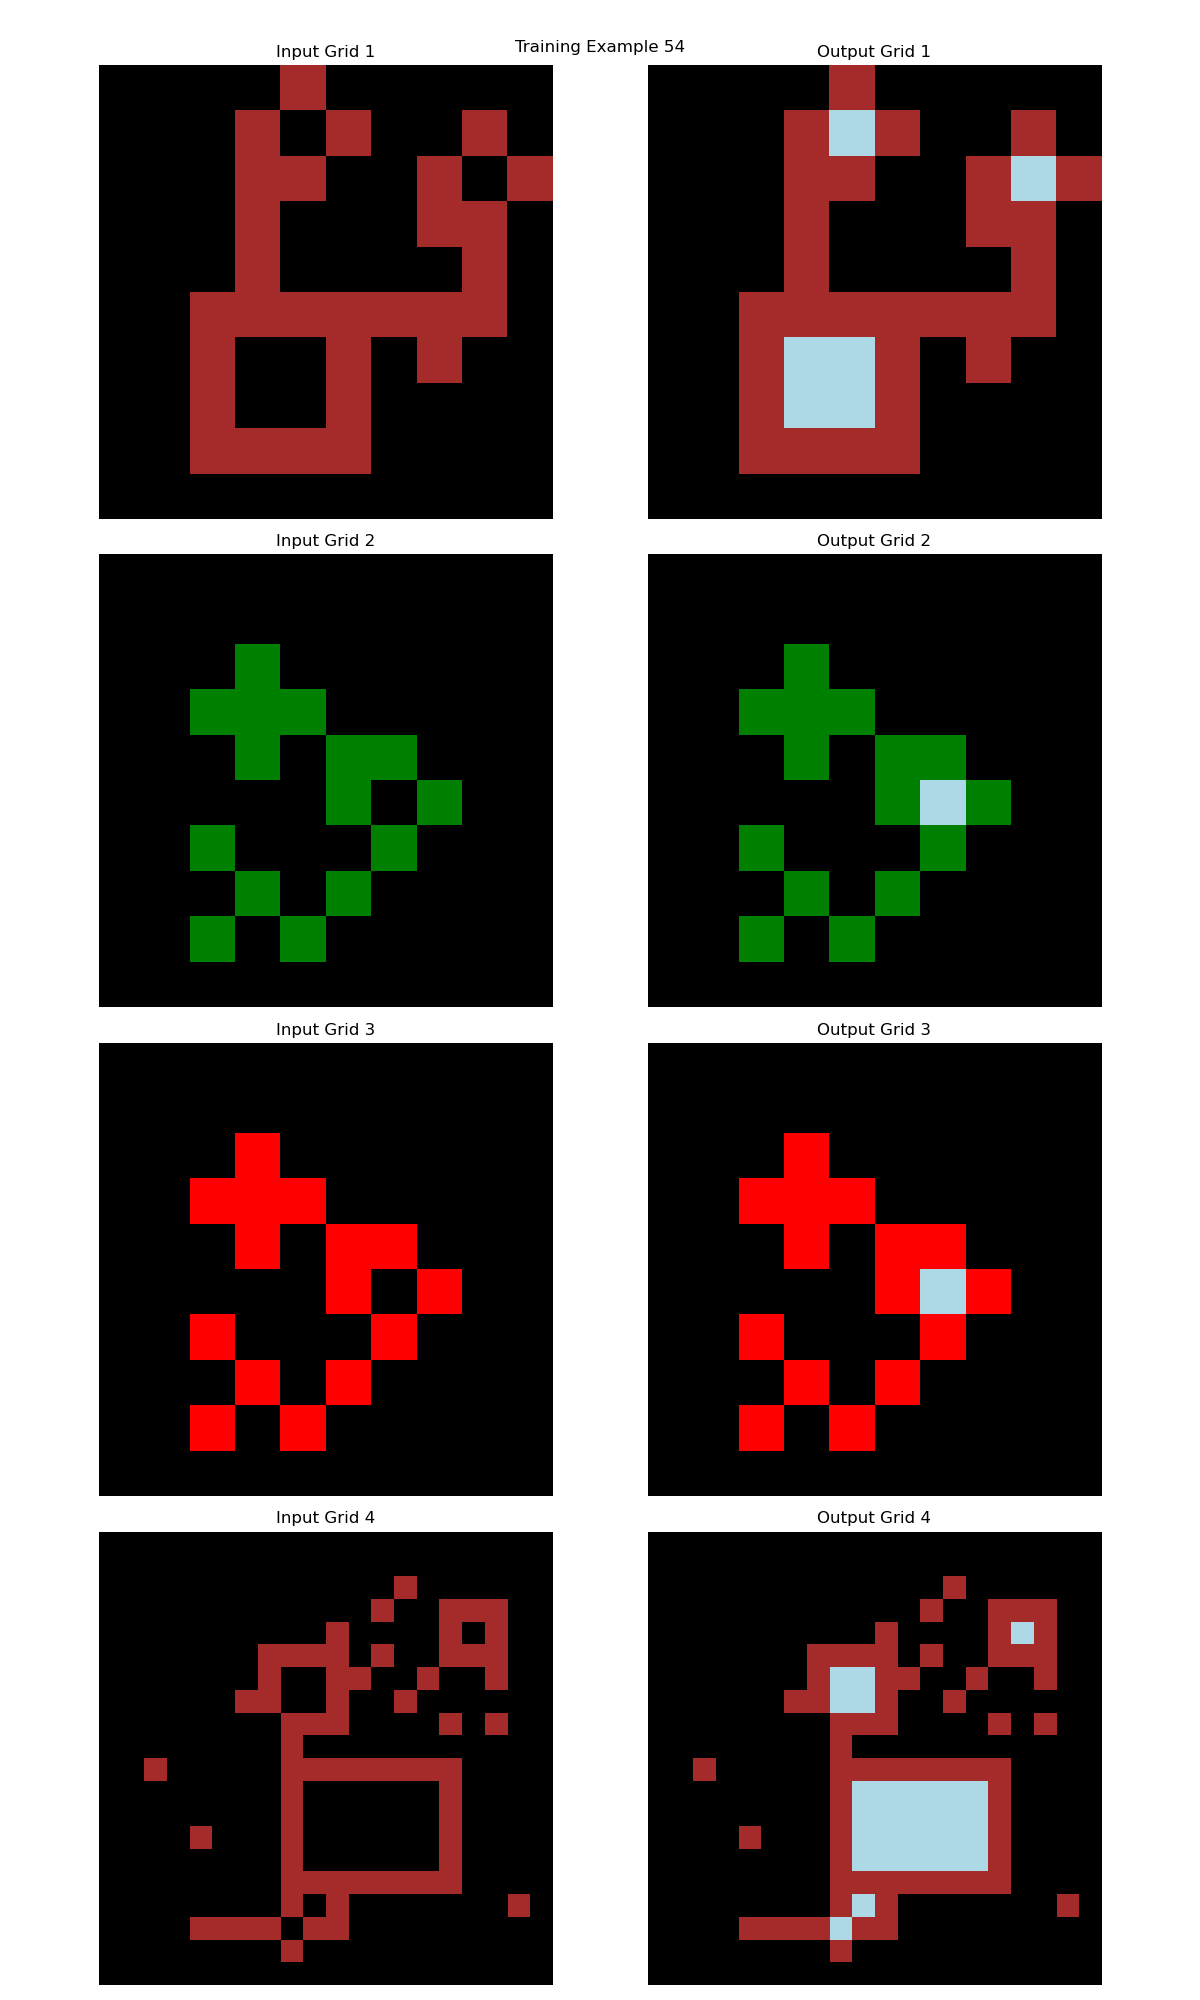 Training Example 54
Input Grid 1
Output Grid 1
Input Grid 2
Output Grid 2
Input Grid 3
Output Grid 3
Input Grid 4
Output Grid 4